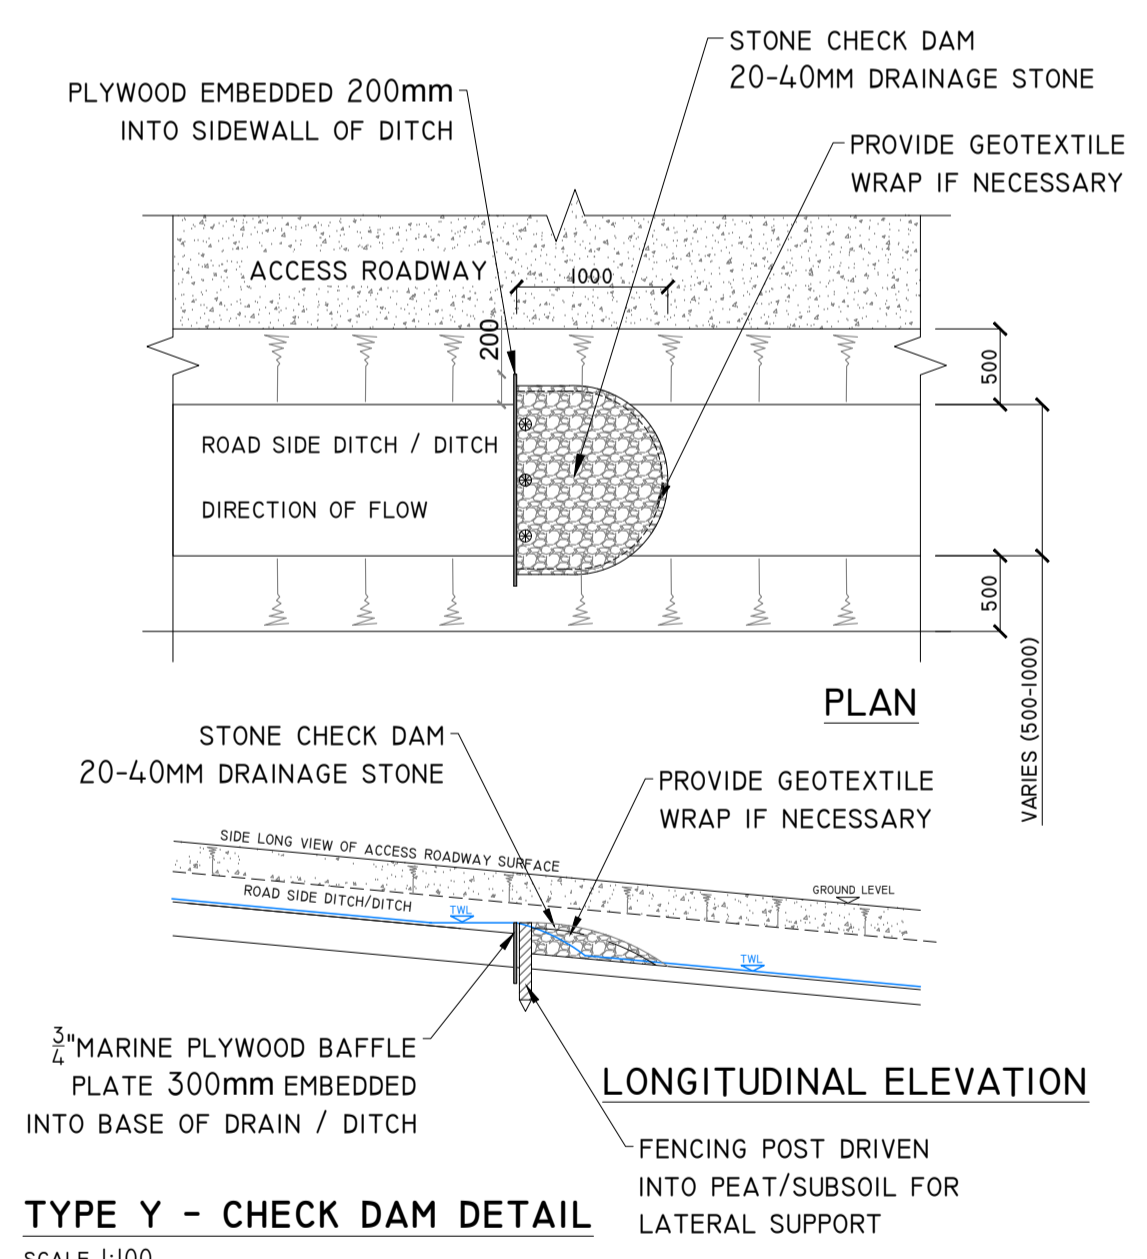 STONE CHECK DAM
20-40MM DRAINAGE STONE
PLYWOOD EMBEDDED 200mm
INTO SIDEWALL OF DITCH
PROVIDE GEOTEXTILE
WRAP IF NECESSARY
ACCESS ROADWAY
1000
200
500
ROAD SIDE DITCH / DITCH
DIRECTION OF FLOW
500
VARIES (500-1000)
PLAN
STONE CHECK DAM
20-40MM DRAINAGE STONE
PROVIDE GEOTEXTILE
WRAP IF NECESSARY
SIDE LONG VIEW OF ACCESS ROADWAY SURFACE
GROUND LEVEL
ROAD SIDE DITCH/DITCH
TWL
TWL
3/4"MARINE PLYWOOD BAFFLE
PLATE 300mm EMBEDDED
INTO BASE OF DRAIN / DITCH
LONGITUDINAL ELEVATION
FENCING POST DRIVEN
INTO PEAT/SUBSOIL FOR
LATERAL SUPPORT
TYPE Y - CHECK DAM DETAIL
SCALE 1:100